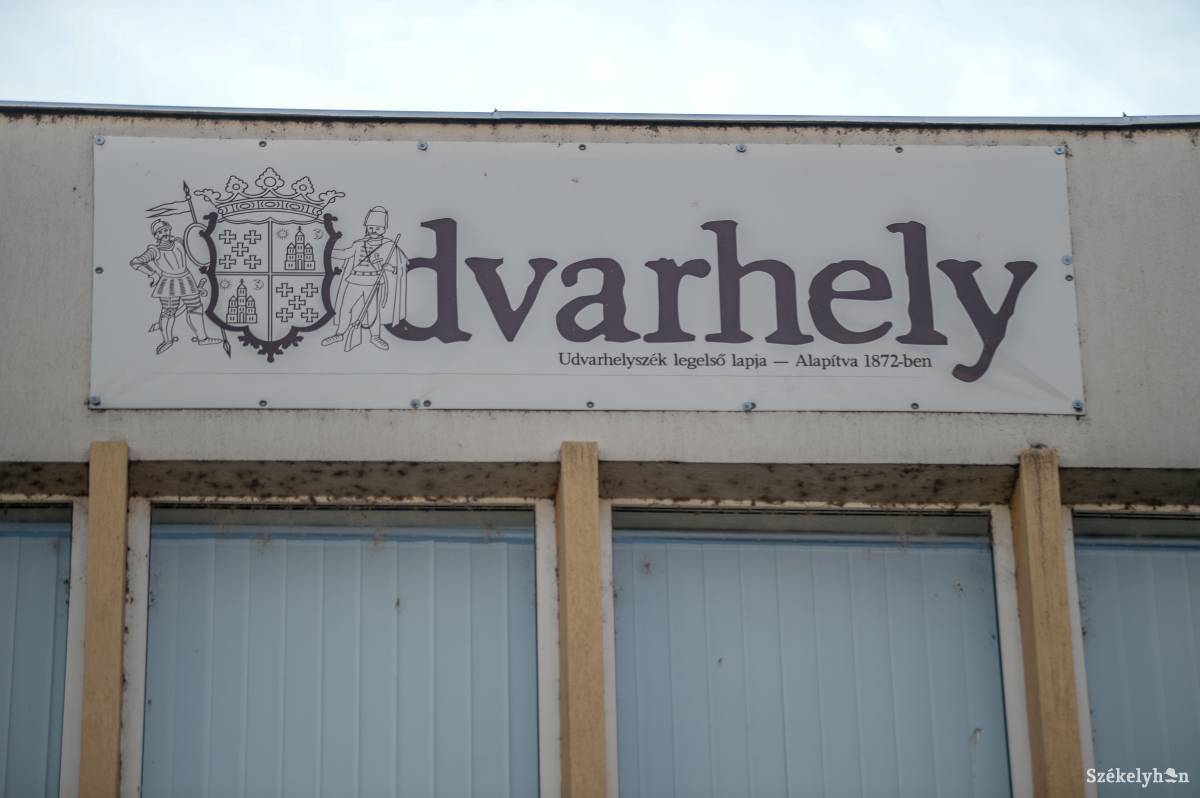 Udvarhely
Udvarhelyszék legelső lapja — Alapítva 1872-ben
Székelyhon